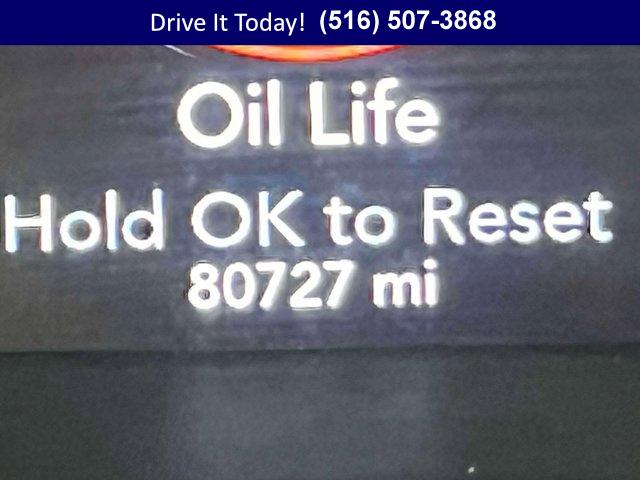 Drive It Today! (516) 507-3868
Oil Life
Hold OK to Reset
80727 mi